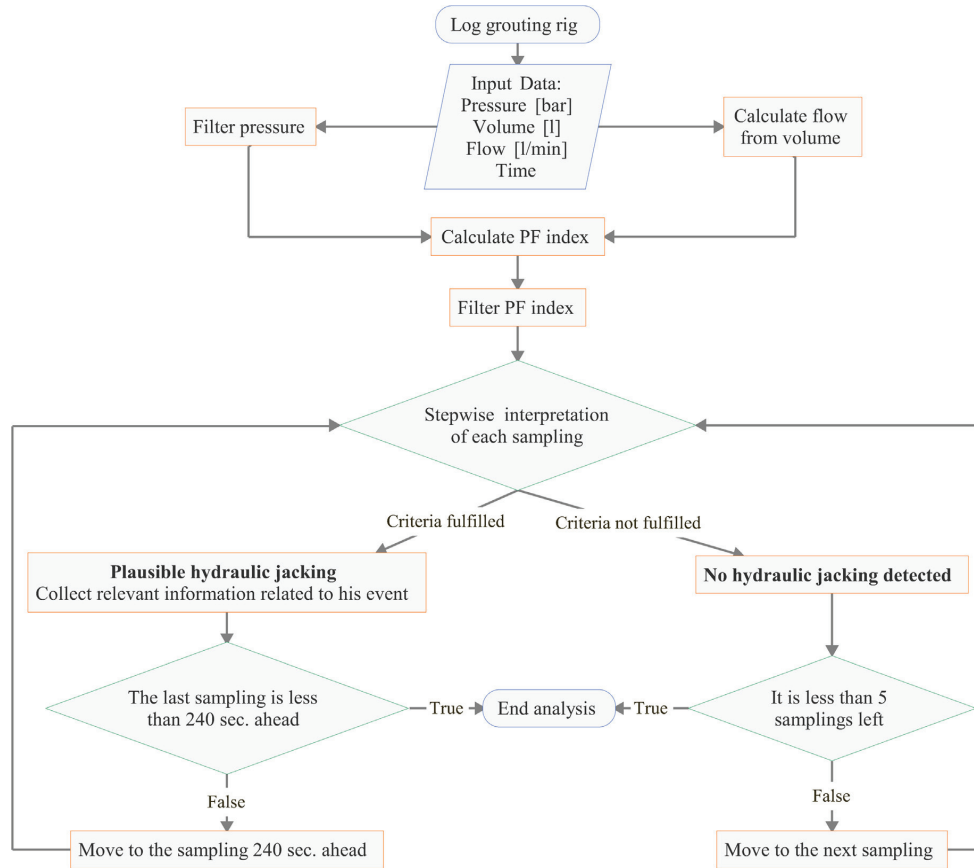 Log grouting rig
Input Data:
Pressure [bar]
Volume [l]
Flow [l/min]
Time
Filter pressure
Calculate flow
from volume
Calculate PF index
Filter PF index
Stepwise interpretation
of each sampling
Criteria fulfilled
Criteria not fulfilled
Plausible hydraulic jacking
Collect relevant information related to his event
No hydraulic jacking detected
The last sampling is less
than 240 sec. ahead
True
End analysis
True
It is less than 5
samplings left
False
False
Move to the sampling 240 sec. ahead
Move to the next sampling